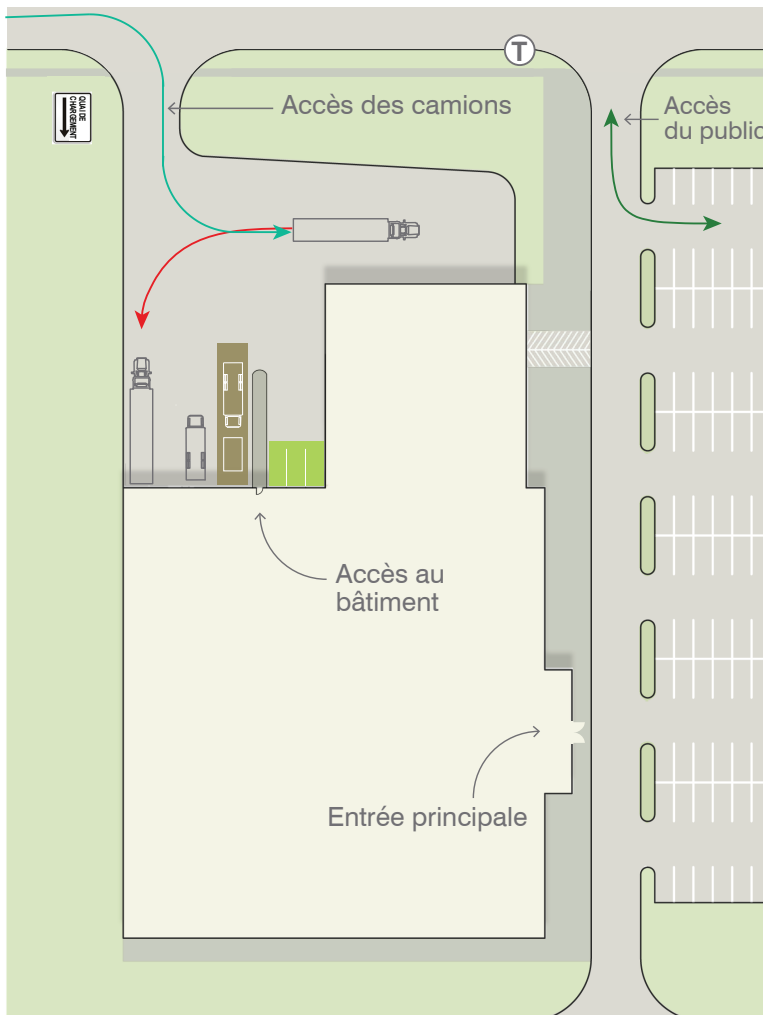 T
Accès des camions
Accès
du public
QUAI DE
CHARGEMENT
Accès au
bâtiment
Entrée principale